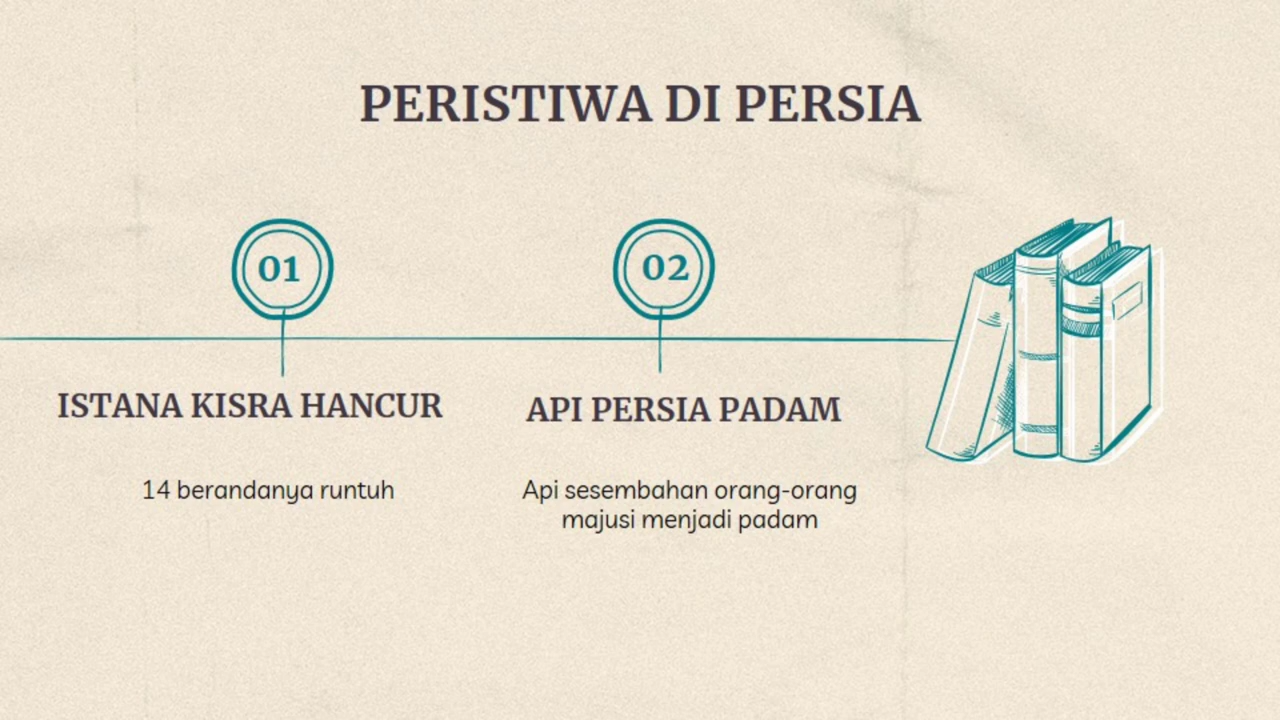 PERISTIWA DI PERSIA
01
ISTANA KISRA HANCUR
14 berandanya runtuh
02
API PERSIA PADAM
Api sesembahan orang-orang
majusi menjadi padam